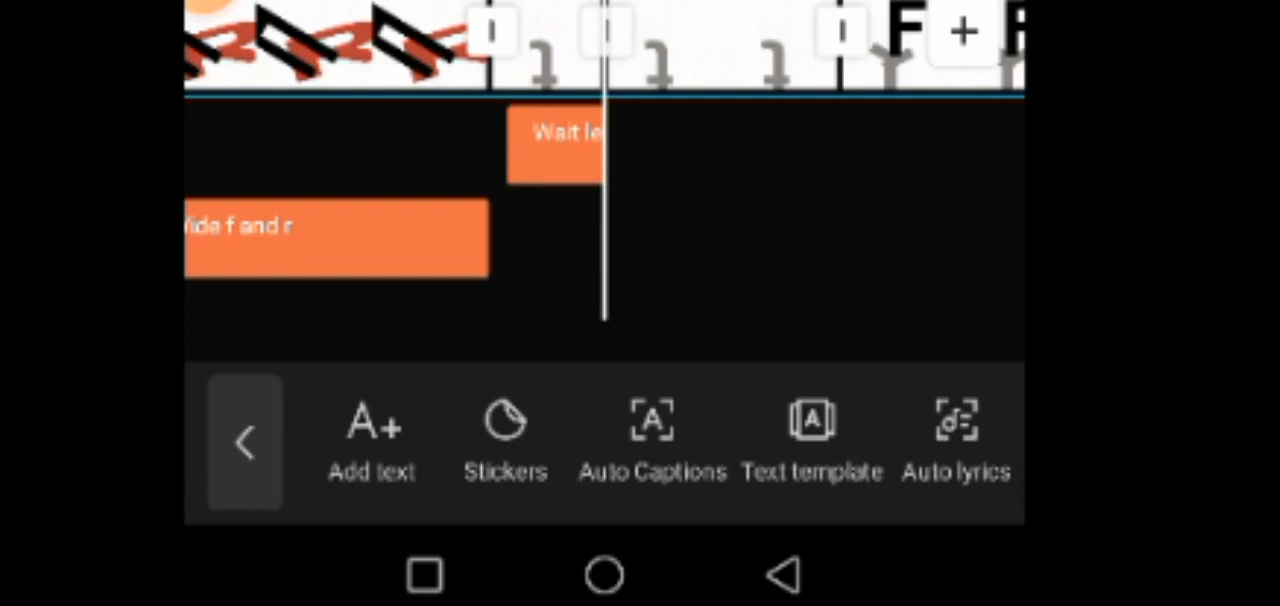 F
Wait le
ide f and r
A+
Add text
Stickers
A
Auto Captions
A
Text template
Auto lyrics